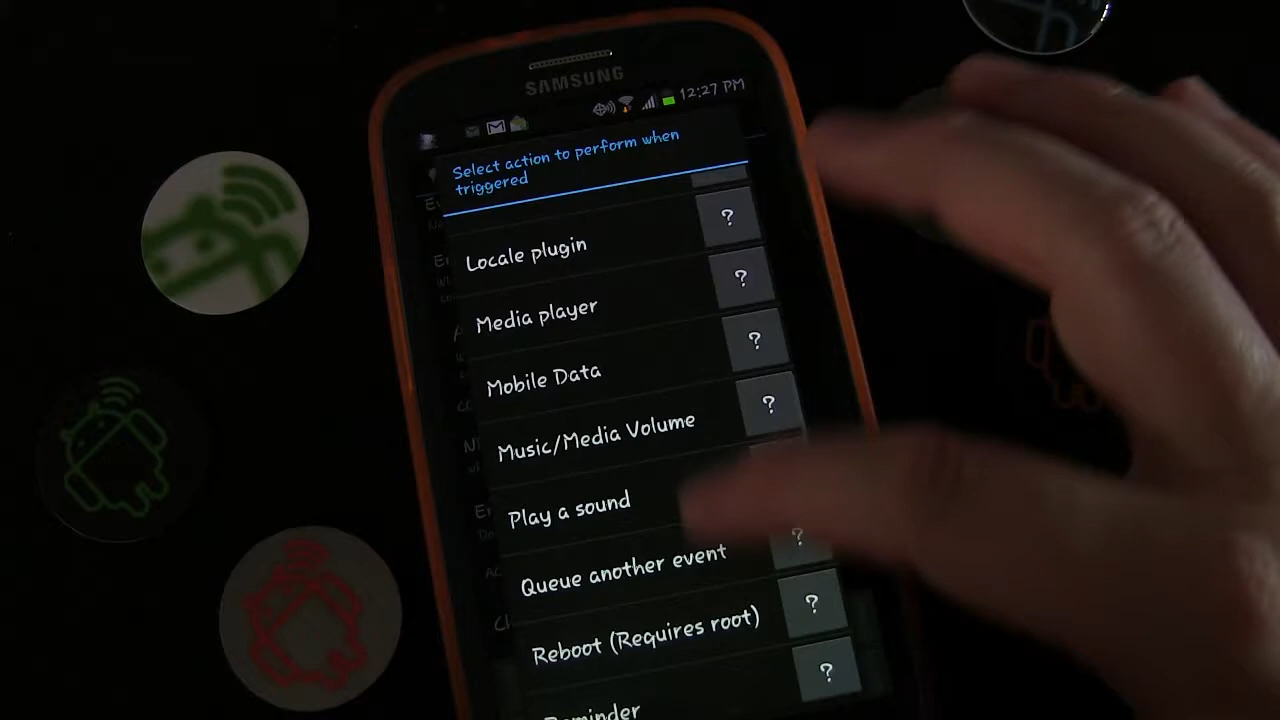 SAMSUNG
12:27 PM
Select action to perform when
triggered
?
Locale plugin
?
Media player
?
Mobile Data
?
Music/Media Volume
Play a sound
?
Queue another event
?
Reboot (Requires root)
?
Reminder